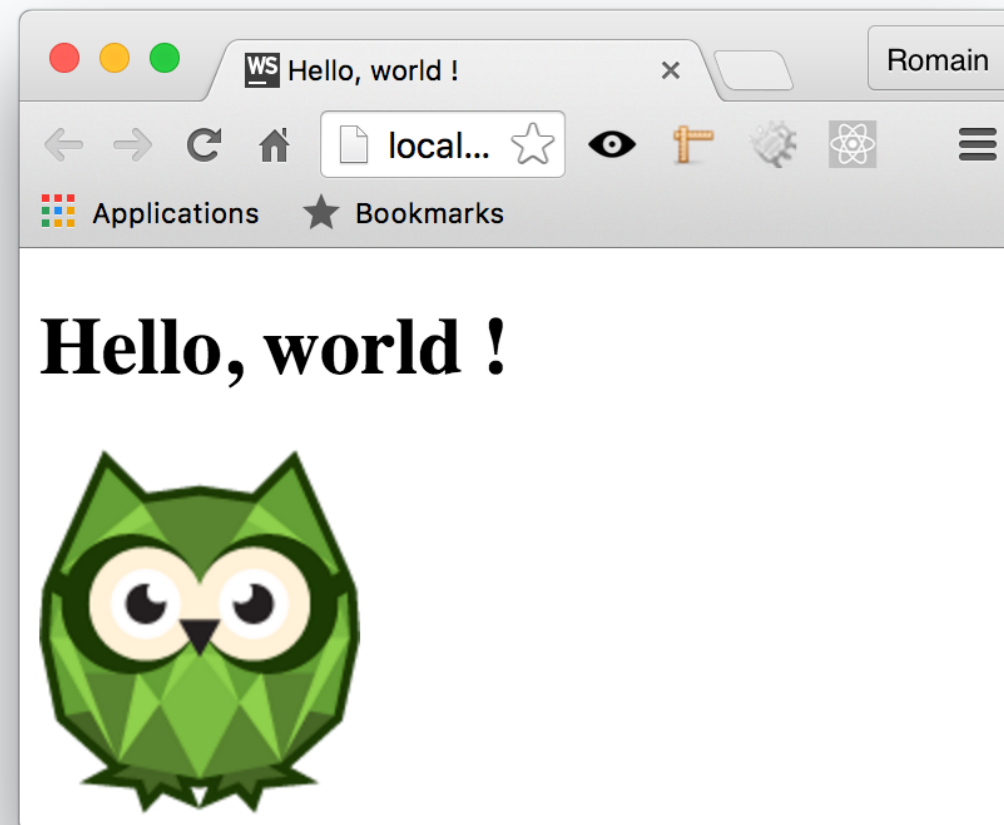 WS Hello, world !
Romain
local...
Applications Bookmarks
Hello, world !